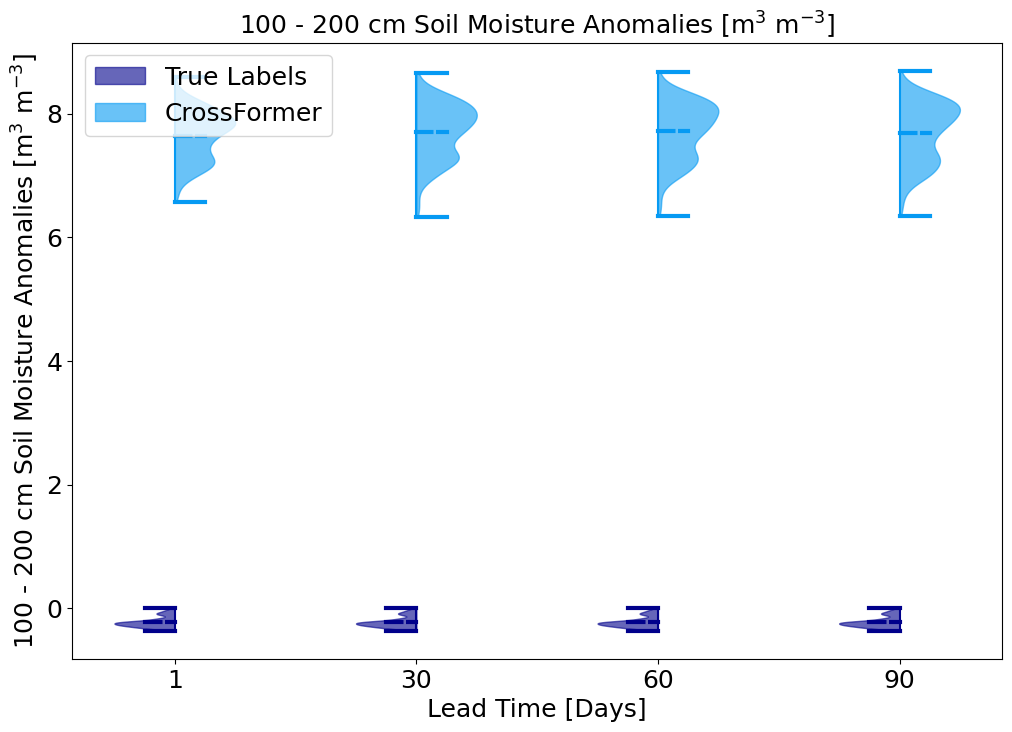 100 - 200 cm Soil Moisture Anomalies [m³ m⁻³]
100 - 200 cm Soil Moisture Anomalies [m³ m⁻³]
True Labels
CrossFormer
8
6
4
2
0
1 30 60 90
Lead Time [Days]